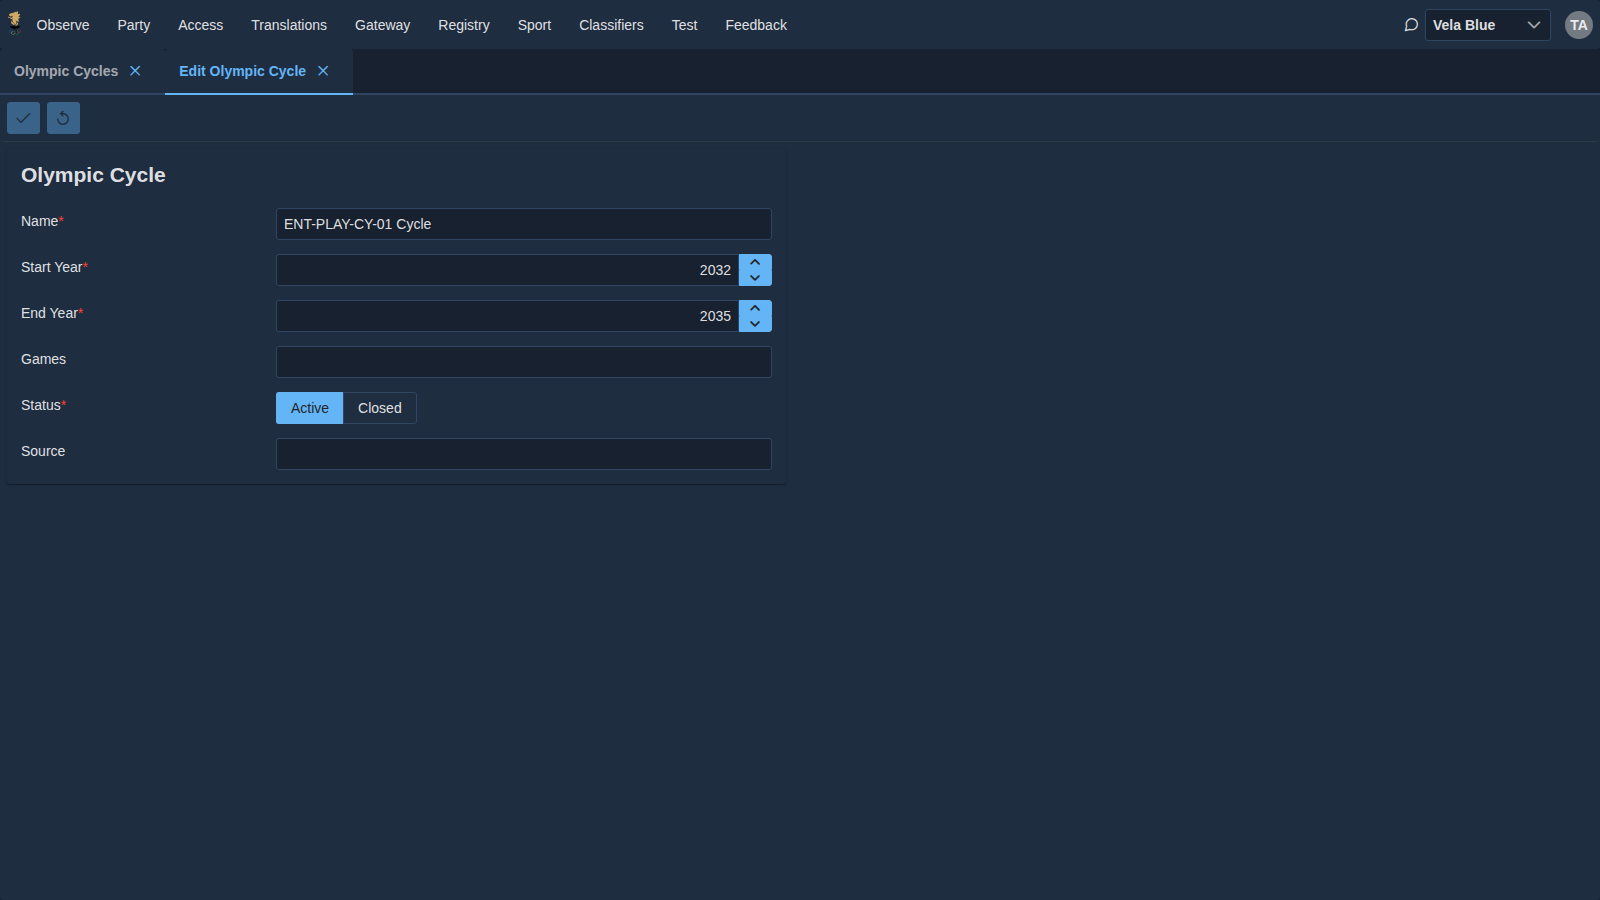 Observe Party Access Translations Gateway Registry Sport Classifiers Test Feedback Vela Blue TA
Olympic Cycles Edit Olympic Cycle
Olympic Cycle
Name* ENT-PLAY-CY-01 Cycle
Start Year* 2032
End Year* 2035
Games
Status* Active Closed
Source